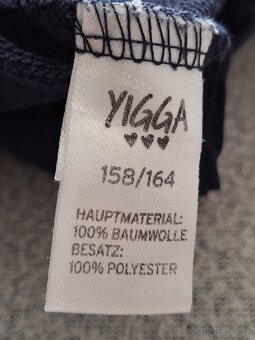 YIGGA
158/164
HAUPTMATERIAL:
100% BAUMWOLLE
BESATZ:
100% POLYESTER